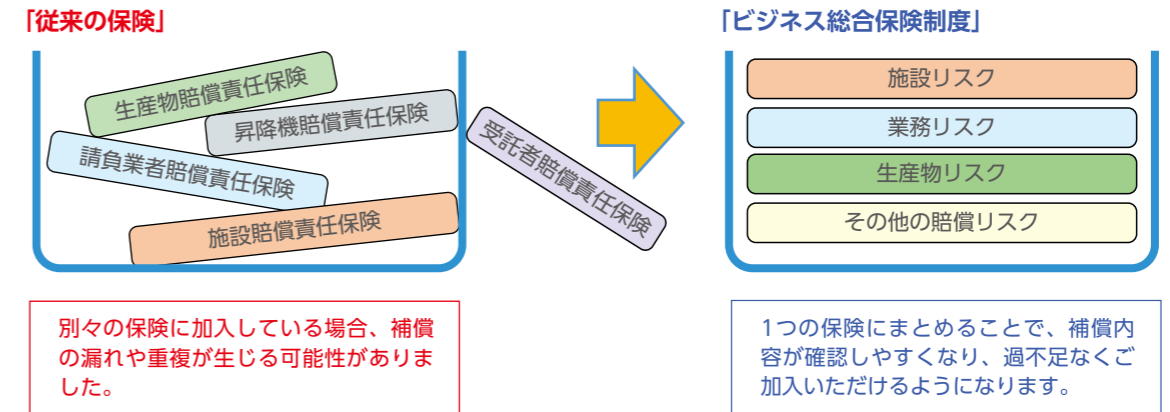 「従来の保険」
生産物賠償責任保険
昇降機賠償責任保険
請負業者賠償責任保険
施設賠償責任保険
受託者賠償責任保険
別々の保険に加入している場合、補償
の漏れや重複が生じる可能性がありま
した。
「ビジネス総合保険制度」
施設リスク
業務リスク
生産物リスク
その他の賠償リスク
1つの保険にまとめることで、補償内
容が確認しやすくなり、過不足なくご
加入いただけるようになります。